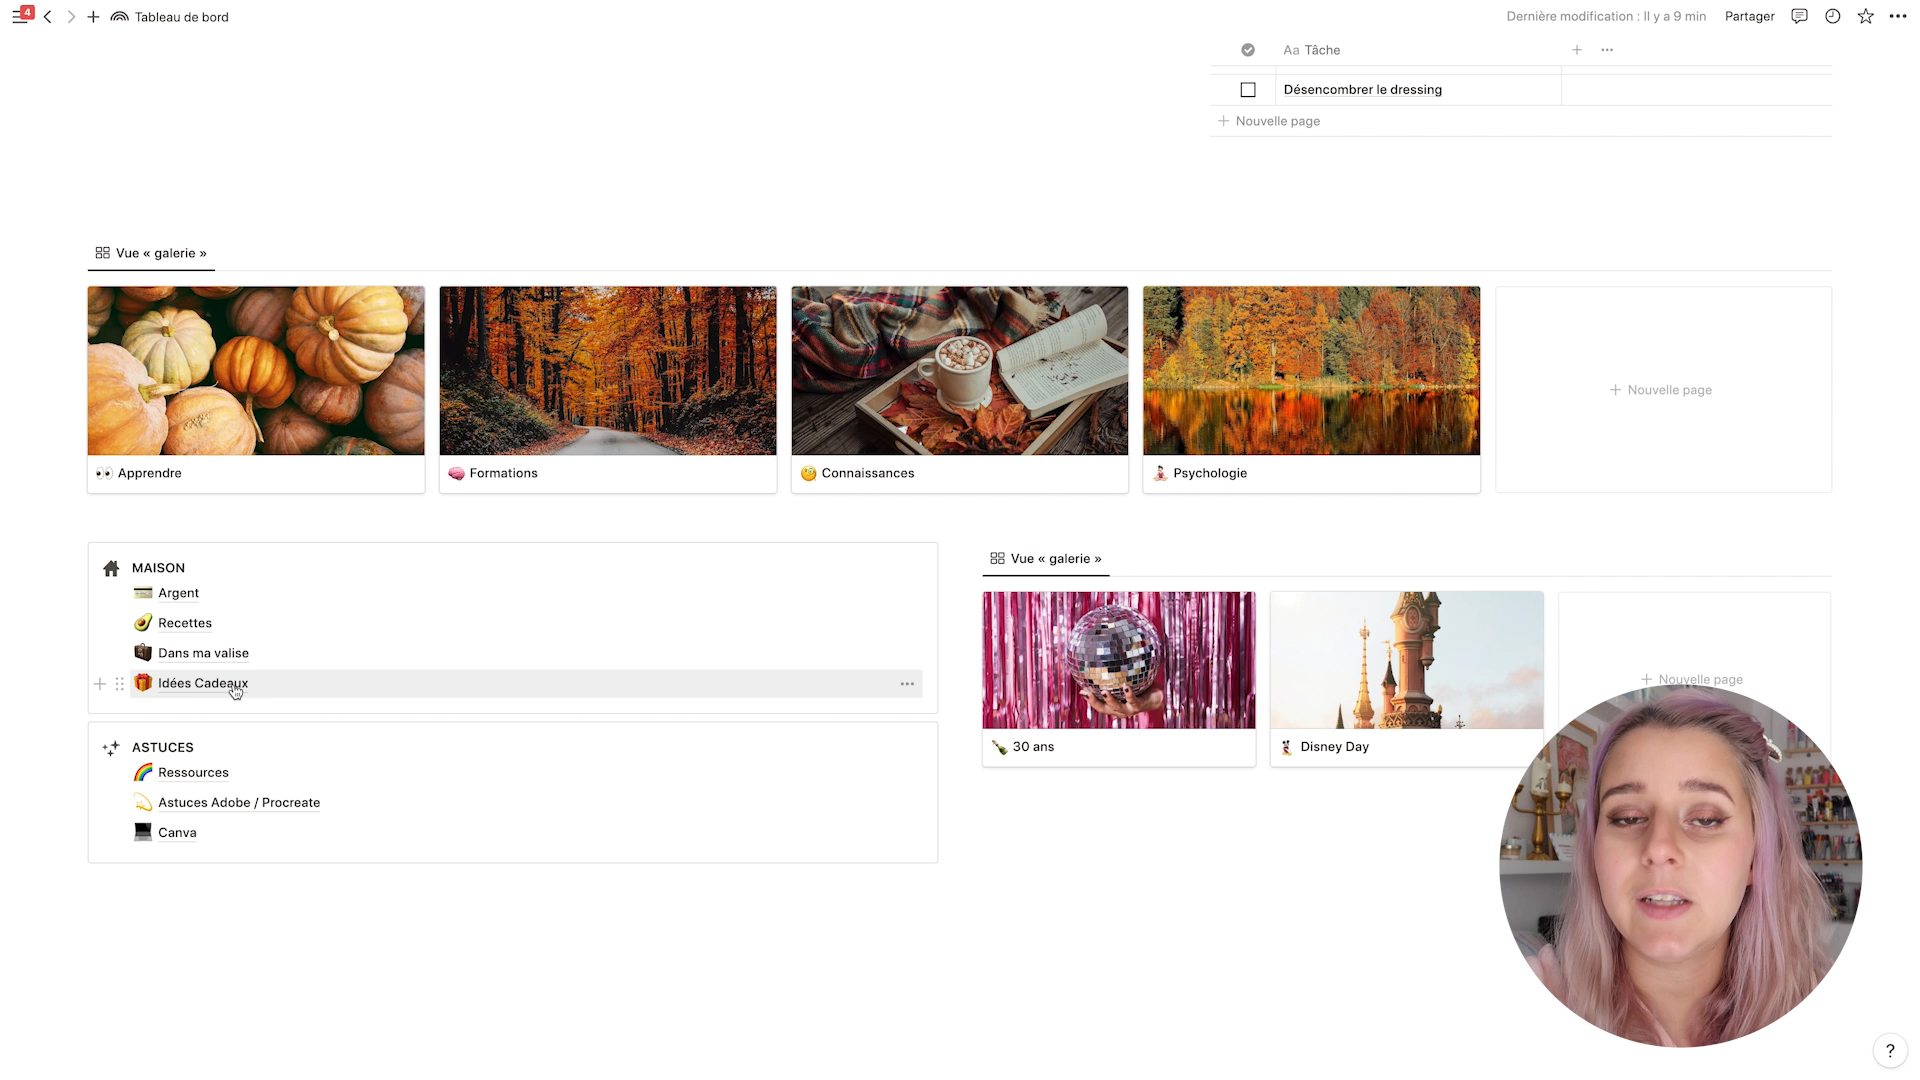 4
Tableau de bord
Dernière modification : Il y a 9 min
Partager
Aa Tâche
Désencombrer le dressing
Nouvelle page
Vue « galerie »
Apprendre
Formations
Connaissances
Psychologie
Nouvelle page
MAISON
Argent
Recettes
Dans ma valise
Idées Cadeaux
ASTUCES
Ressources
Astuces Adobe / Procreate
Canva
Vue « galerie »
30 ans
Disney Day
Nouvelle page
?